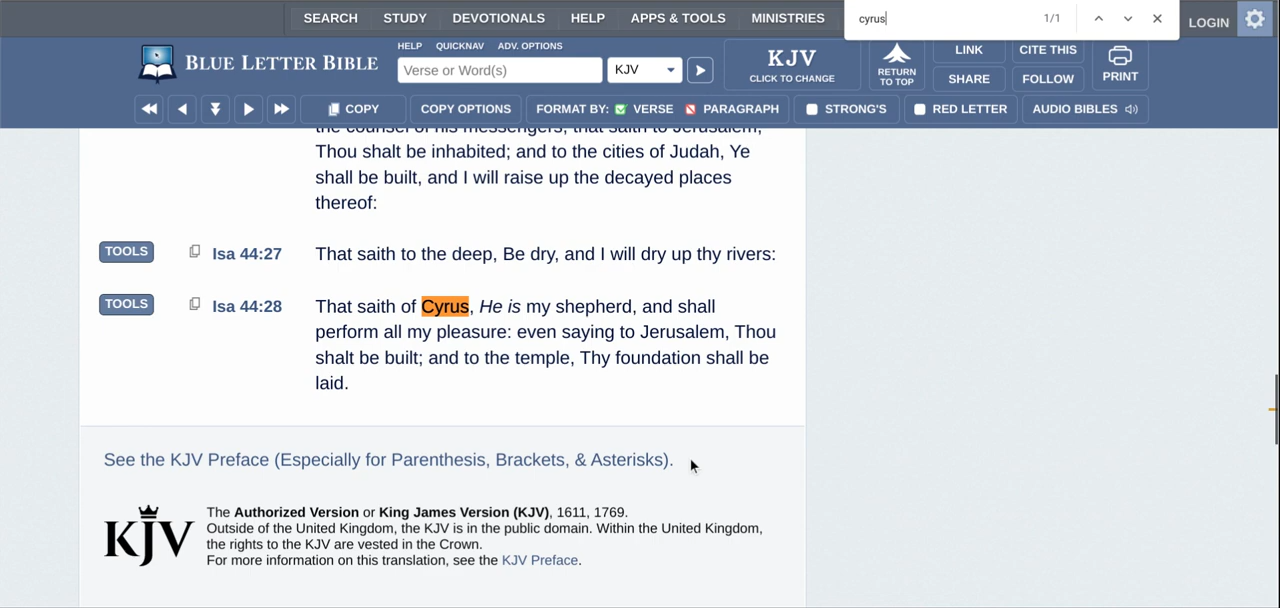 SEARCH STUDY DEVOTIONALS HELP APPS & TOOLS MINISTRIES cyrus 1/1 LOGIN
HELP QUICKNAV ADV. OPTIONS
BLUE LETTER BIBLE Verse or Word(s) KJV KJV CLICK TO CHANGE RETURN TO TOP LINK CITE THIS SHARE FOLLOW PRINT
COPY COPY OPTIONS FORMAT BY: VERSE PARAGRAPH STRONG'S RED LETTER AUDIO BIBLES
the counsel of his messengers; that saith to Jerusalem,
Thou shalt be inhabited; and to the cities of Judah, Ye
shall be built, and I will raise up the decayed places
thereof:
TOOLS Isa 44:27 That saith to the deep, Be dry, and I will dry up thy rivers:
TOOLS Isa 44:28 That saith of Cyrus, He is my shepherd, and shall
perform all my pleasure: even saying to Jerusalem, Thou
shalt be built; and to the temple, Thy foundation shall be
laid.
See the KJV Preface (Especially for Parenthesis, Brackets, & Asterisks).
KJV
The Authorized Version or King James Version (KJV), 1611, 1769.
Outside of the United Kingdom, the KJV is in the public domain. Within the United Kingdom,
the rights to the KJV are vested in the Crown.
For more information on this translation, see the KJV Preface.